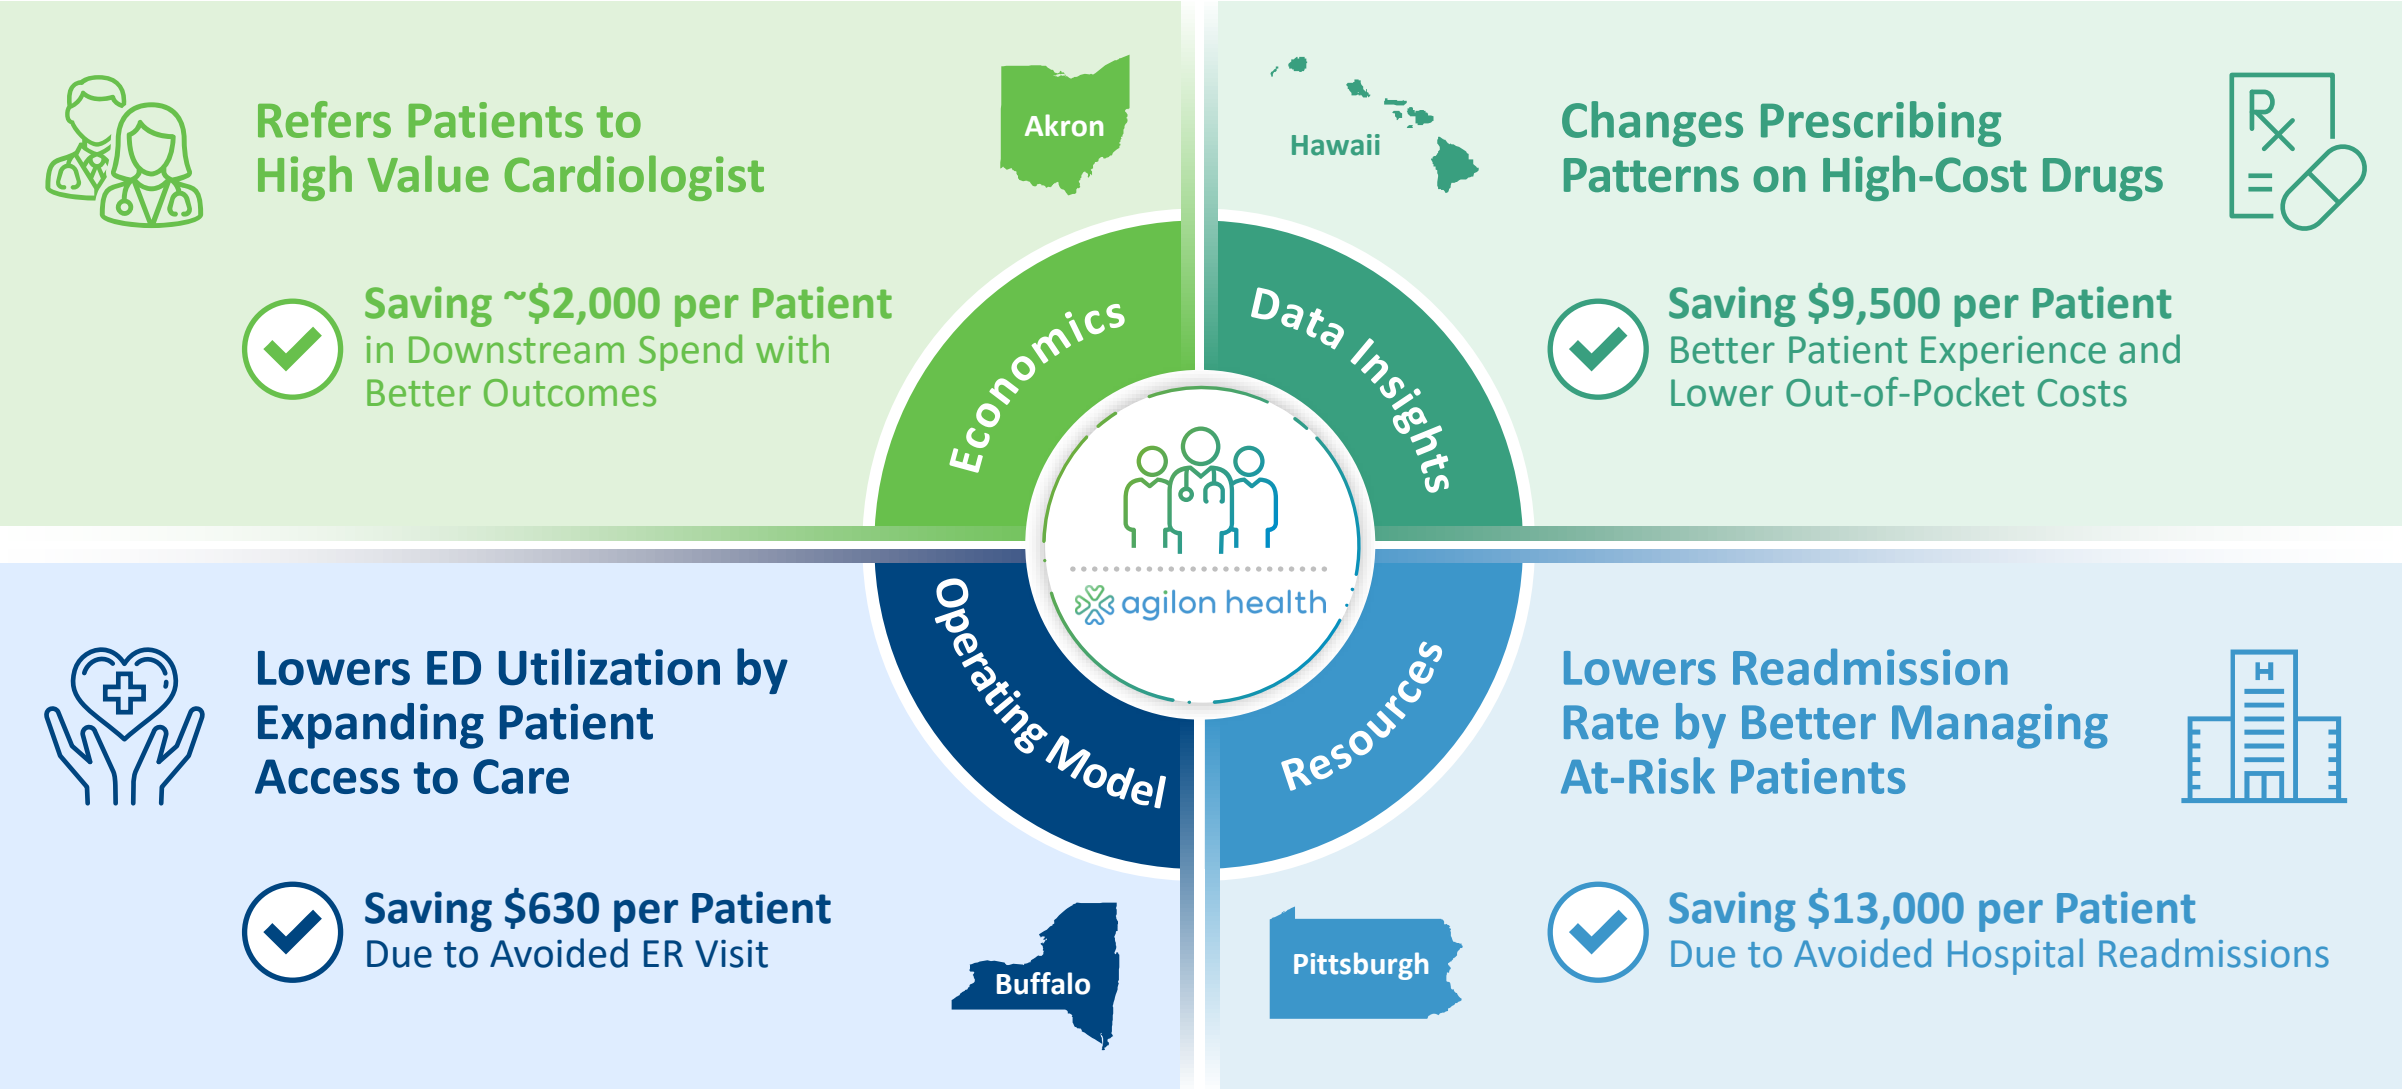 Refers Patients to
High Value Cardiologist
Akron
Saving ~$2,000 per Patient
in Downstream Spend with
Better Outcomes
Economics
Hawaii
Changes Prescribing
Patterns on High-Cost Drugs
Rx
Saving $9,500 per Patient
Better Patient Experience and
Lower Out-of-Pocket Costs
Data Insights
agilon health
Lowers ED Utilization by
Expanding Patient
Access to Care
Operating Model
Saving $630 per Patient
Due to Avoided ER Visit
Buffalo
Resources
Lowers Readmission
Rate by Better Managing
At-Risk Patients
H
Pittsburgh
Saving $13,000 per Patient
Due to Avoided Hospital Readmissions